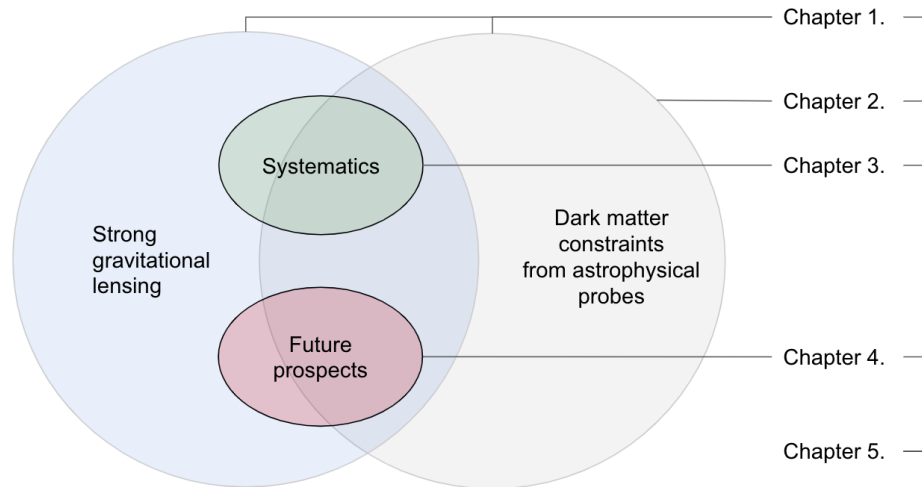 Chapter 1.
Chapter 2.
Systematics
Chapter 3.
Strong
gravitational
lensing
Dark matter
constraints
from astrophysical
probes
Future
prospects
Chapter 4.
Chapter 5.